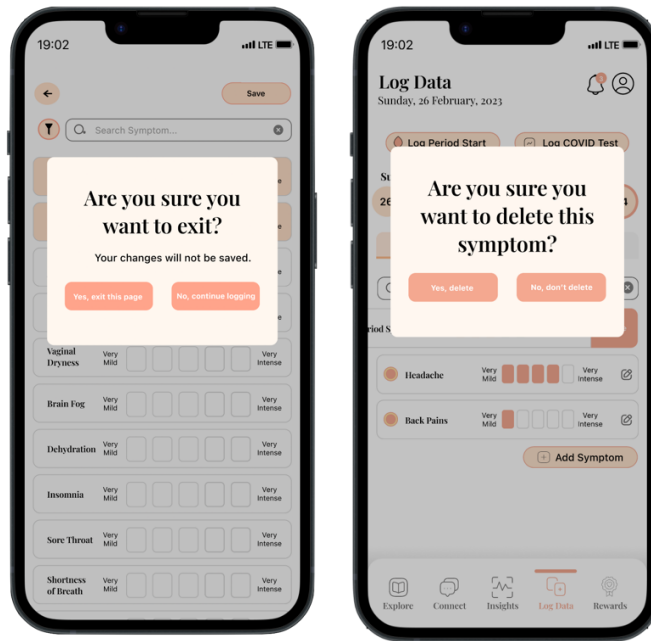 19:02
LTE
Save
Search Symptom...
Are you sure you
want to exit?
Your changes will not be saved.
Yes, exit this page
No, continue logging
Vaginal
Dryness
Very
Mild
Very
Intense
Brain Fog
Very
Mild
Very
Intense
Dehydration
Very
Mild
Very
Intense
Insomnia
Very
Mild
Very
Intense
Sore Throat
Very
Mild
Very
Intense
Shortness
of Breath
Very
Mild
Very
Intense
19:02
LTE
Log Data
Sunday, 26 February, 2023
Log Period Start
Log COVID Test
26
4
Are you sure you
want to delete this
symptom?
Yes, delete
No, don't delete
Headache
Very
Mild
Very
Intense
Back Pains
Very
Mild
Very
Intense
Add Symptom
Explore
Connect
Insights
Log Data
Rewards